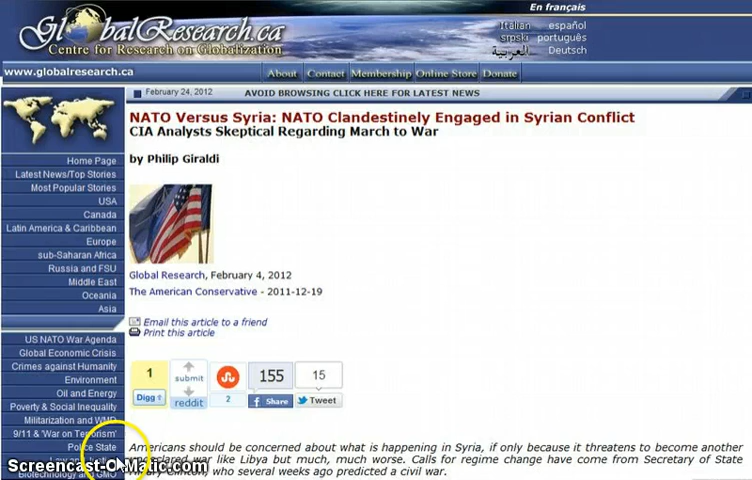 En français
GlobalResearch.ca
Centre for Research on Globalization
Italian español
srpski português
العربية Deutsch
www.globalresearch.ca
About Contact Membership Online Store Donate
February 24, 2012 AVOID BROWSING CLICK HERE FOR LATEST NEWS
Home Page
Latest News/Top Stories
Most Popular Stories
USA
Canada
Latin America & Caribbean
Europe
sub-Saharan Africa
Russia and FSU
Middle East
Oceania
Asia
US NATO War Agenda
Global Economic Crisis
Crimes against Humanity
Environment
Oil and Energy
Poverty & Social Inequality
Militarization and WMD
9/11 & 'War on Terrorism'
Police State
Biotechnology and GMO
NATO Versus Syria: NATO Clandestinely Engaged in Syrian Conflict
CIA Analysts Skeptical Regarding March to War
by Philip Giraldi
Global Research, February 4, 2012
The American Conservative - 2011-12-19
Email this article to a friend
Print this article
1 submit 155 15
Digg reddit 2 Share Tweet
Americans should be concerned about what is happening in Syria, if only because it threatens to become another
undeclared war like Libya but much, much worse. Calls for regime change have come from Secretary of State
Clinton, who several weeks ago predicted a civil war.
Screencast-O-Matic.com